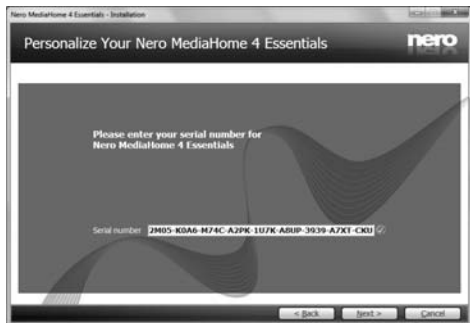 Nero MediaHome 4 Essentials - Installation
Personalize Your Nero MediaHome 4 Essentials
nero
Please enter your serial number for
Nero MediaHome 4 Essentials
Serial number 2M05-K0A6-M74C-A2PK-1U7K-A8UP-3939-A7XT-CKU
< Back Next > Cancel